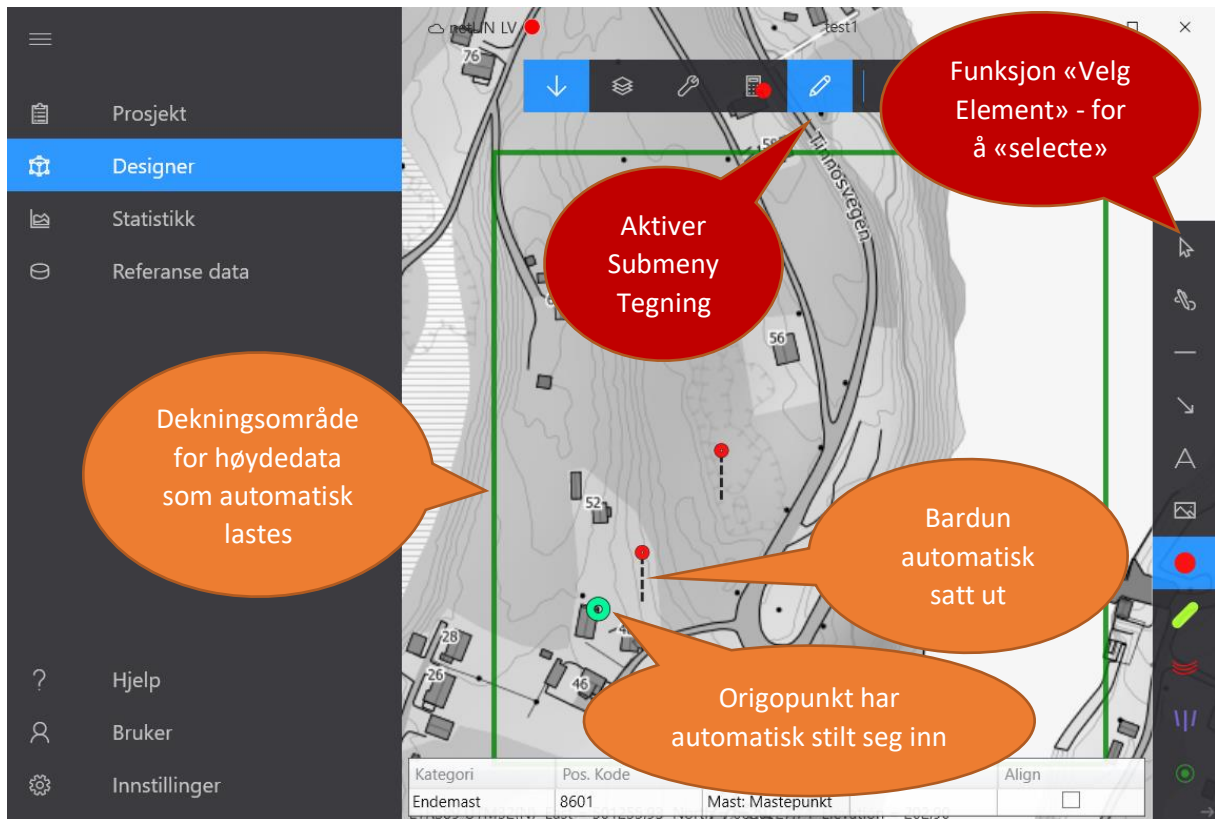 netLIN LV
test1
Prosjekt
Designer
Statistikk
Referanse data
Hjelp
Bruker
Innstillinger
Funksjon «Velg
Element» - for
å «selecte»
Aktiver
Submeny
Tegning
Dekningsområde
for høydedata
som automatisk
lastes
Bardun
automatisk
satt ut
Origopunkt har
automatisk stilt seg inn
76
Tinnosvegen
56
52
28
26
46
Kategori
Pos. Kode
Align
Endemast
8601
Mast: Mastepunkt